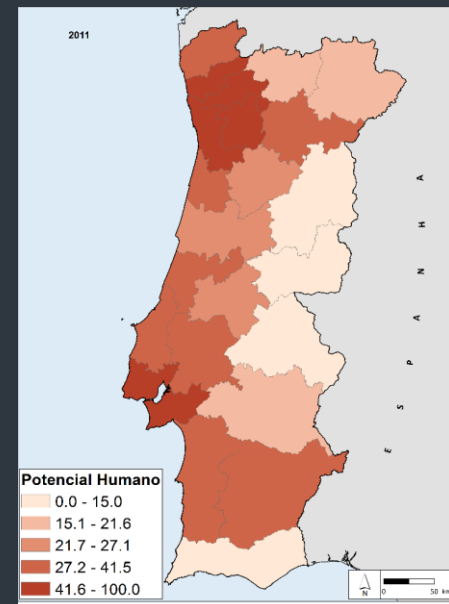 2011
E S P A N H A
Potencial Humano
0.0 - 15.0
15.1 - 21.6
21.7 - 27.1
27.2 - 41.5
41.6 - 100.0
N
0 50 km